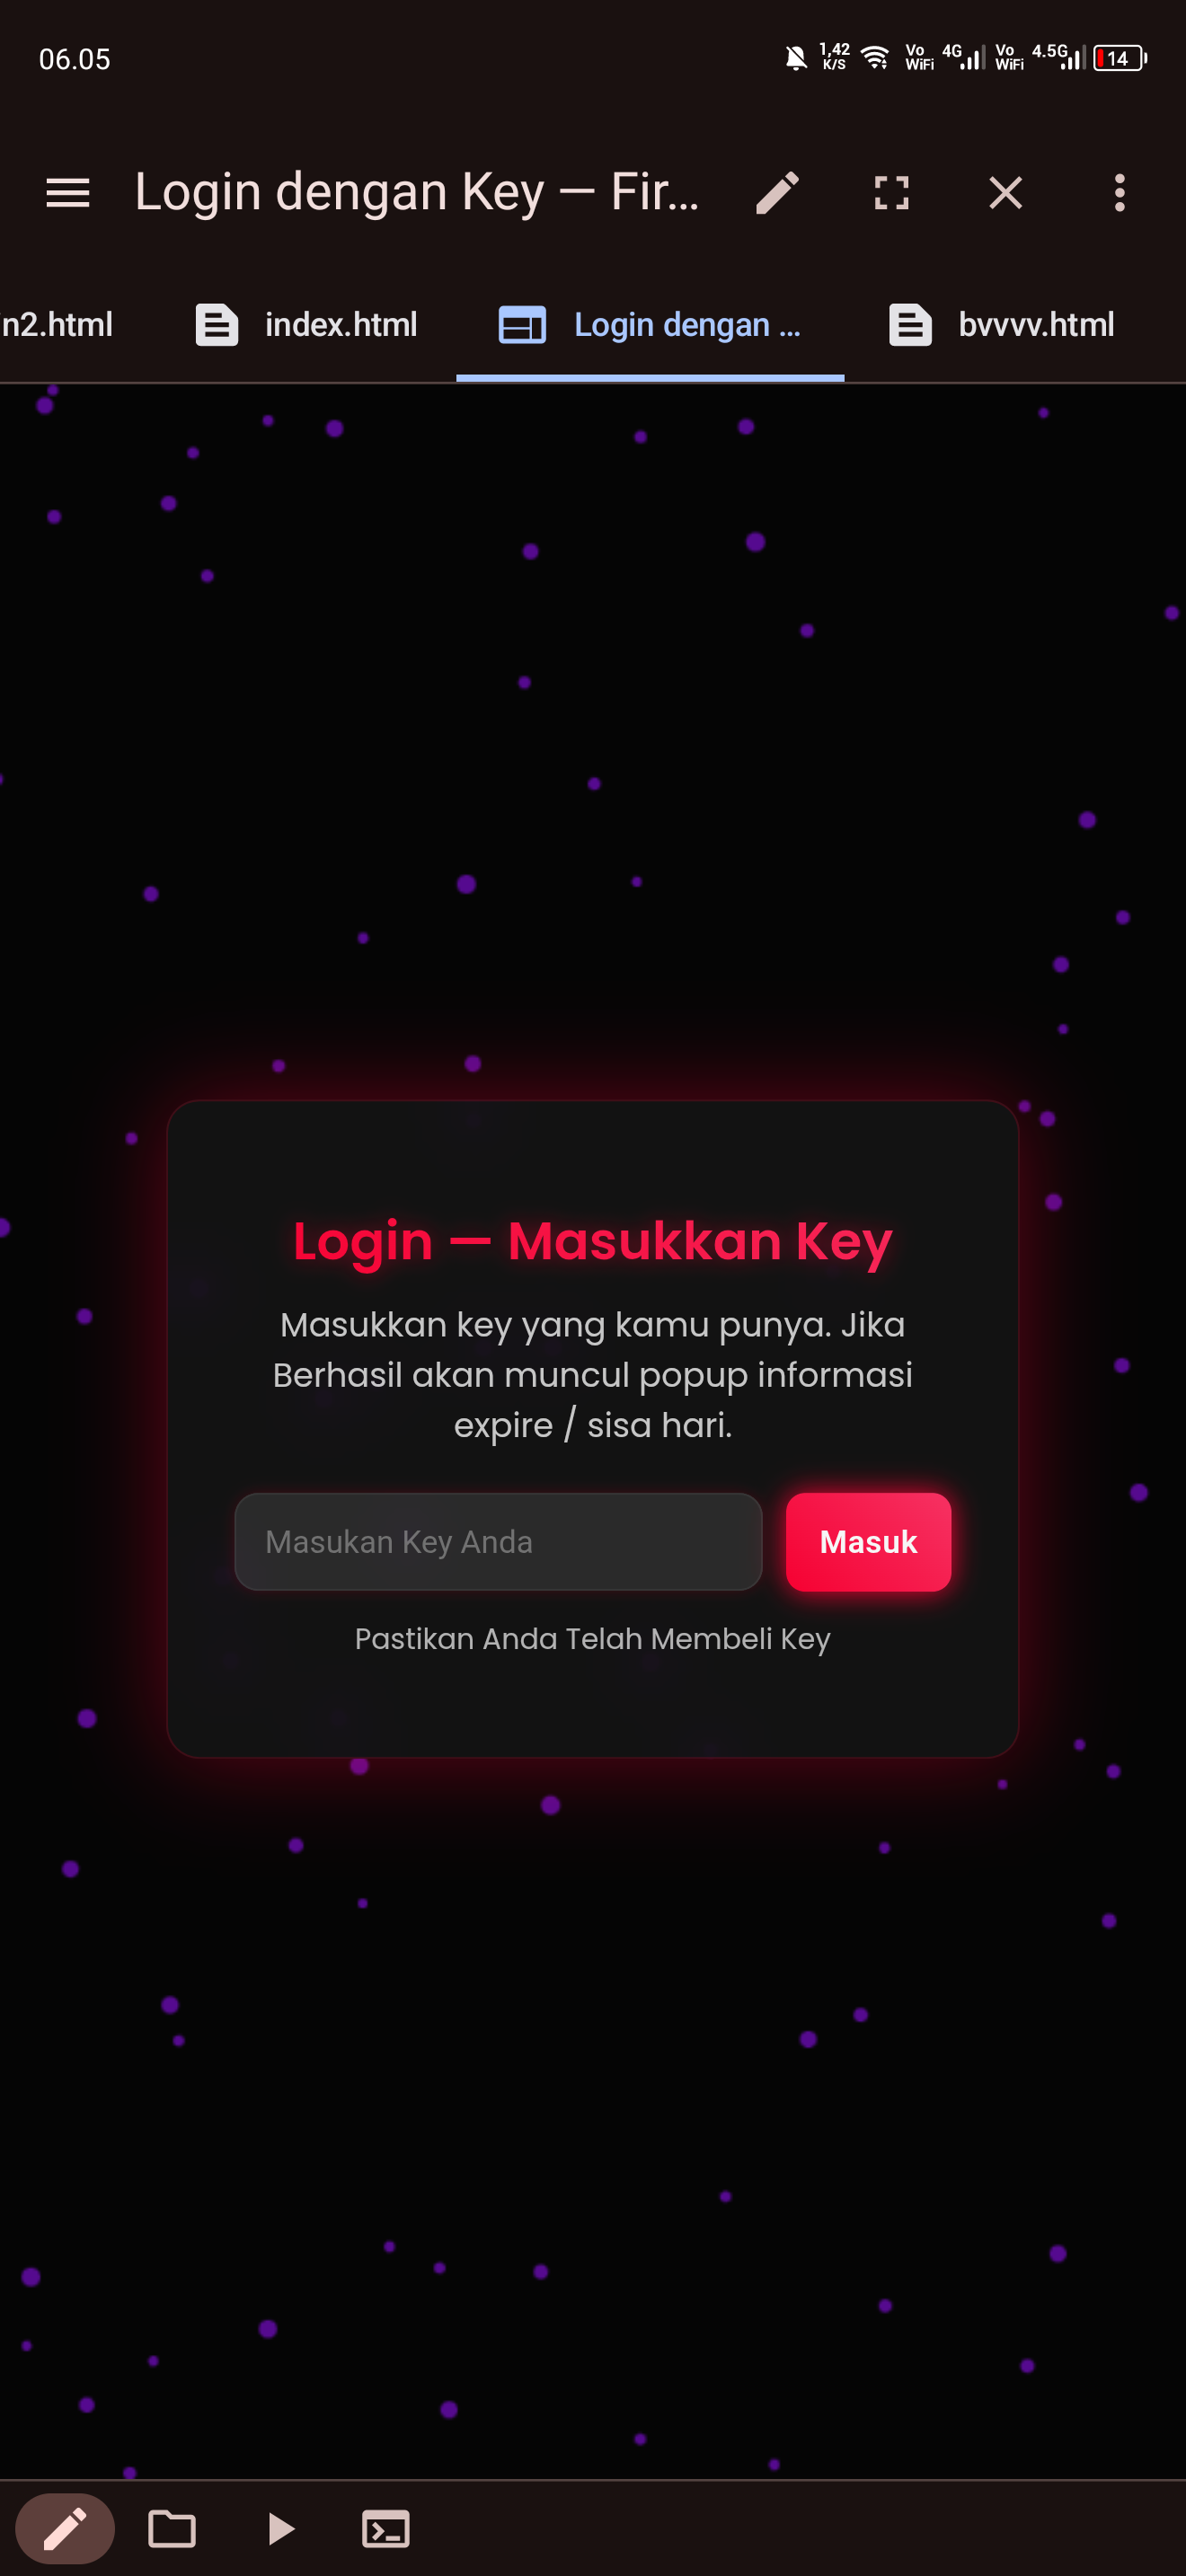 06.05
1,42 K/S
Vo WiFi
4G
Vo WiFi
4.5G
14
Login dengan Key — Fir...
n2.html
index.html
Login dengan ...
bvvvv.html
Login — Masukkan Key
Masukkan key yang kamu punya. Jika
Berhasil akan muncul popup informasi
expire / sisa hari.
Masukan Key Anda
Masuk
Pastikan Anda Telah Membeli Key